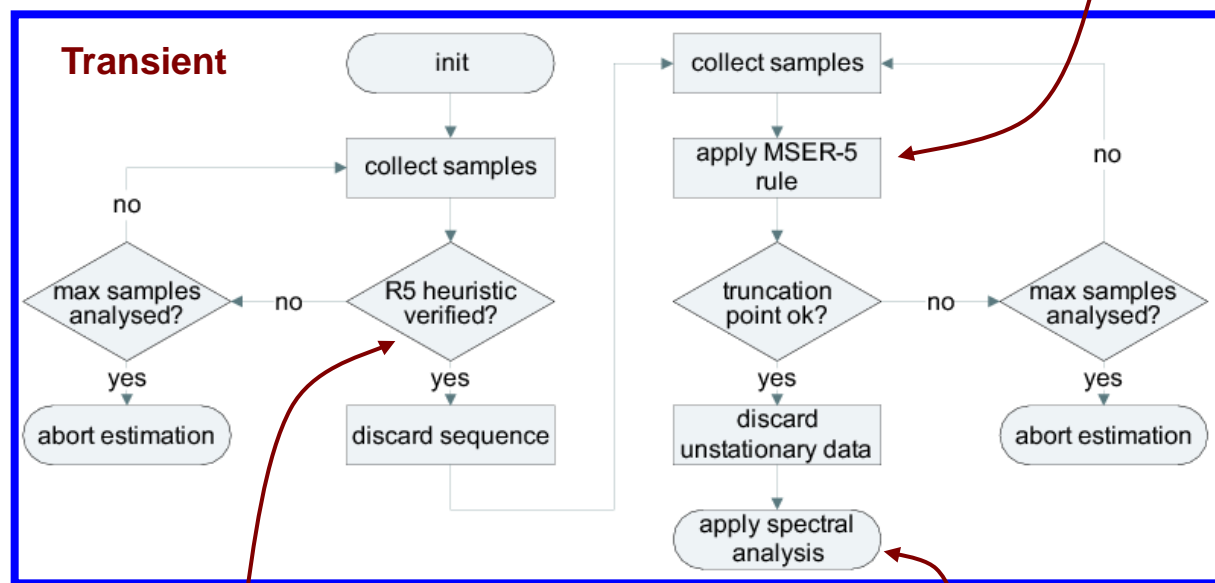 Transient
init
collect samples
no
max samples
analysed?
no
R5 heuristic
verified?
yes
abort estimation
yes
discard sequence
collect samples
apply MSER-5
rule
no
truncation
point ok?
no
max samples
analysed?
yes
discard
unstationary data
yes
abort estimation
apply spectral
analysis